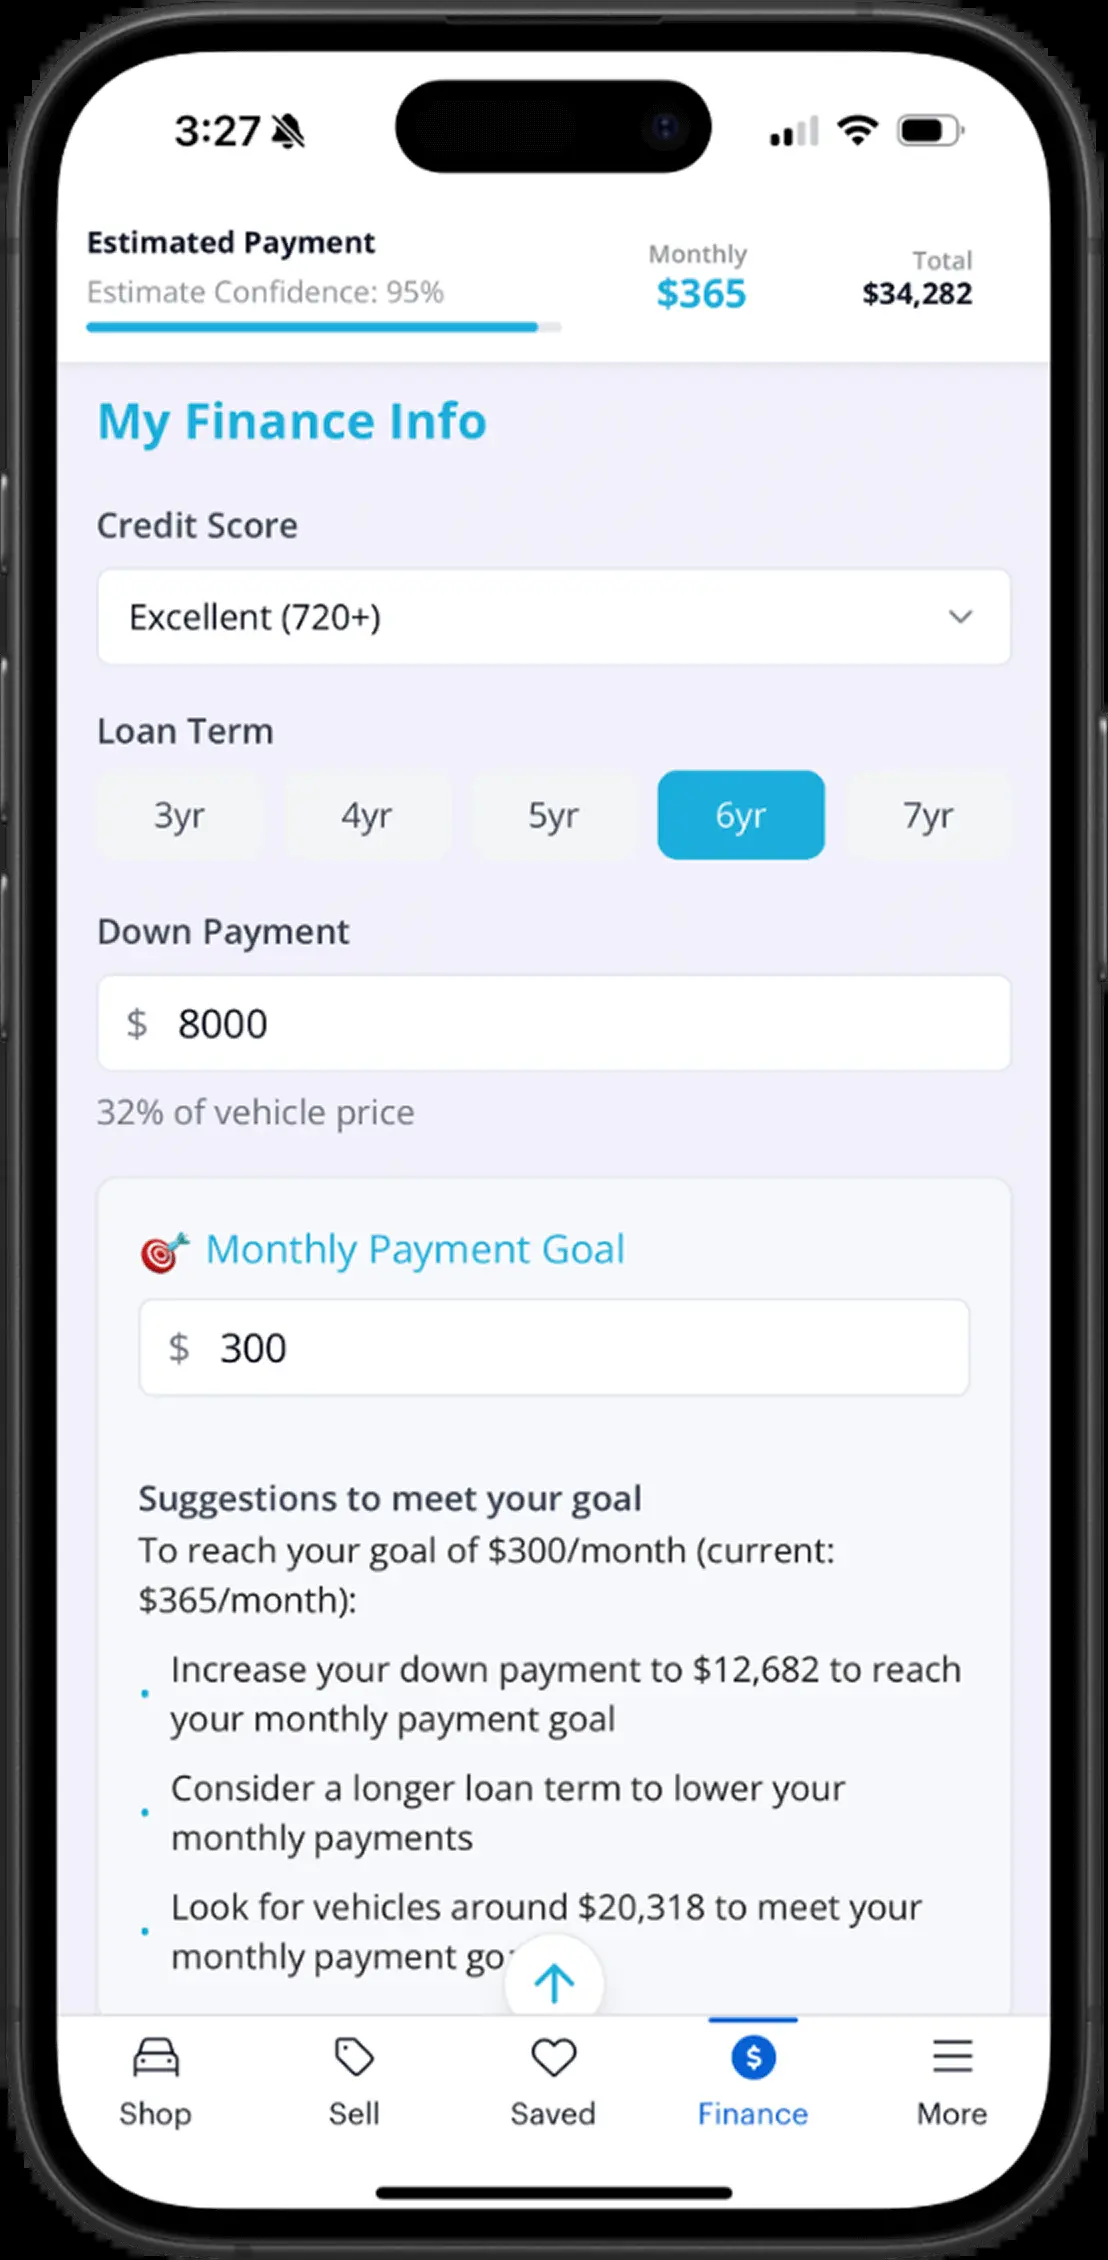 3:27
Estimated Payment
Estimate Confidence: 95%
Monthly
$365
Total
$34,282
My Finance Info
Credit Score
Excellent (720+)
Loan Term
3yr 4yr 5yr 6yr 7yr
Down Payment
$ 8000
32% of vehicle price
Monthly Payment Goal
$ 300
Suggestions to meet your goal
To reach your goal of $300/month (current:
$365/month):
Increase your down payment to $12,682 to reach
your monthly payment goal
Consider a longer loan term to lower your
monthly payments
Look for vehicles around $20,318 to meet your
monthly payment
Shop Sell Saved Finance More